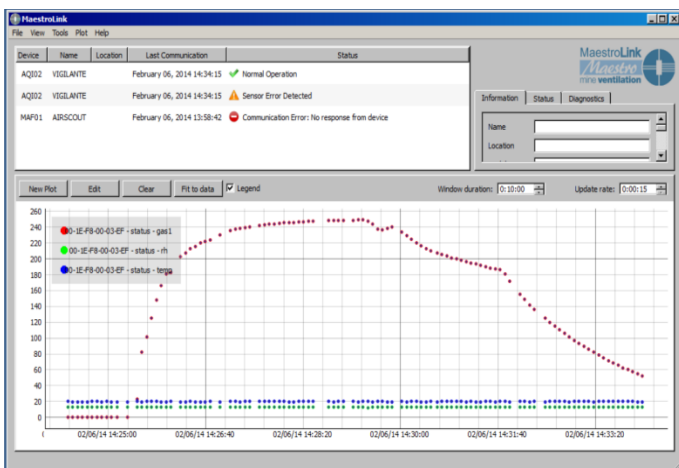 MaestroLink
File View Tools Plot Help
Device Name Location Last Communication Status
AQI02 VIGILANTE February 06, 2014 14:34:15 Normal Operation
AQI02 VIGILANTE February 06, 2014 14:34:15 Sensor Error Detected
MAF01 AIRSCOUT February 06, 2014 13:58:42 Communication Error: No response from device
MaestroLink
Maestro
mine ventilation
Information Status Diagnostics
Name
Location
New Plot Edit Clear Fit to data Legend Window duration: 0:10:00 Update rate: 0:00:15
260
240
220
200
180
160
140
120
100
80
60
40
20
0
00-1E-F8-00-03-EF - status - gas1
00-1E-F8-00-03-EF - status - rh
00-1E-F8-00-03-EF - status - temp
02/06/14 14:25:00 02/06/14 14:26:40 02/06/14 14:28:20 02/06/14 14:30:00 02/06/14 14:31:40 02/06/14 14:33:20